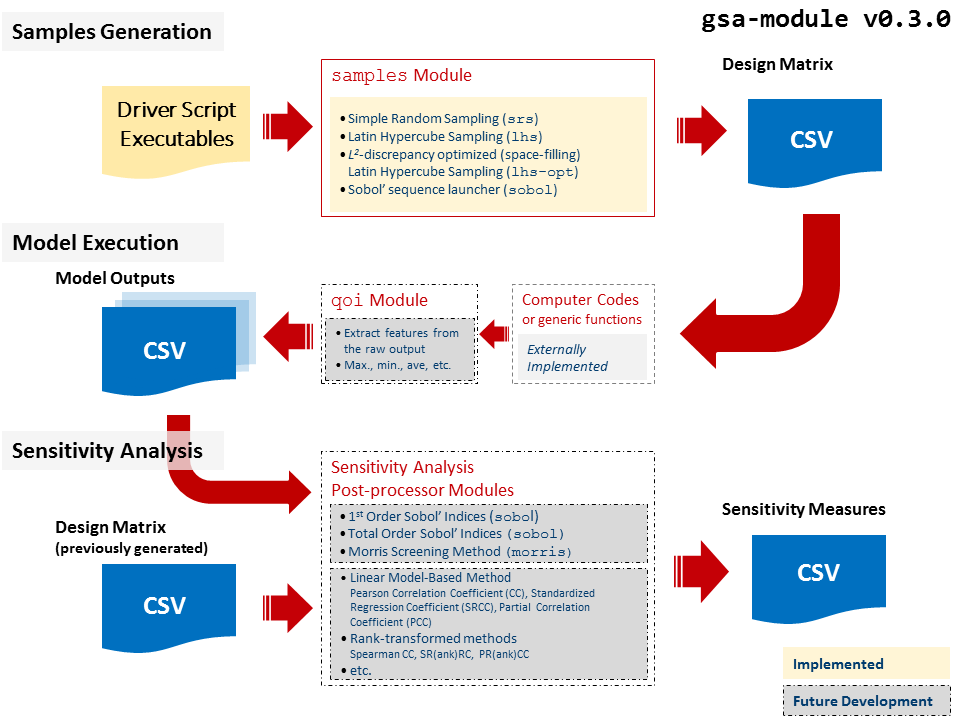 gsa-module v0.3.0
Samples Generation
Driver Script
Executables
samples Module
• Simple Random Sampling (srs)
• Latin Hypercube Sampling (lhs)
• L²-discrepancy optimized (space-filling)
Latin Hypercube Sampling (lhs-opt)
• Sobol’ sequence launcher (sobol)
Design Matrix
CSV
Model Execution
Model Outputs
CSV
qoi Module
• Extract features from
the raw output
• Max., min., ave, etc.
Computer Codes
or generic functions
Externally
Implemented
Sensitivity Analysis
Design Matrix
(previously generated)
CSV
Sensitivity Analysis
Post-processor Modules
• 1st Order Sobol’ Indices (sobol)
• Total Order Sobol’ Indices (sobol)
• Morris Screening Method (morris)
• Linear Model-Based Method
Pearson Correlation Coefficient (CC), Standardized
Regression Coefficient (SRCC), Partial Correlation
Coefficient (PCC)
• Rank-transformed methods
Spearman CC, SR(ank)RC, PR(ank)CC
• etc.
Sensitivity Measures
CSV
Implemented
Future Development